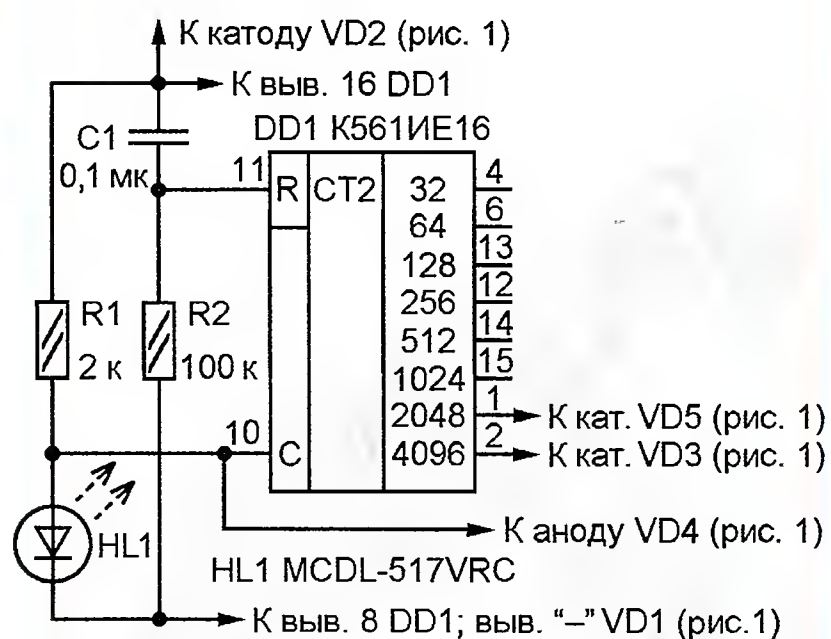 К катоду VD2 (рис. 1)
К выв. 16 DD1
C1
0,1 мк
DD1 К561ИЕ16
11
R
CT2
32
4
64
6
128
13
256
12
512
14
1024
15
2048
1
К кат. VD5 (рис. 1)
4096
2
К кат. VD3 (рис. 1)
R1
2 к
R2
100 к
10
C
К аноду VD4 (рис. 1)
HL1
HL1 MCDL-517VRC
К выв. 8 DD1; выв. “–” VD1 (рис.1)